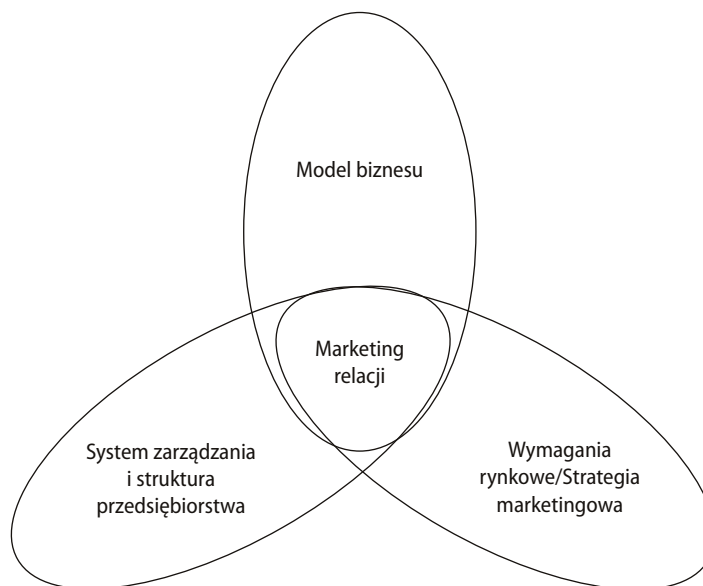 Model biznesu
Marketing
relacji
System zarządzania
i struktura
przedsiębiorstwa
Wymagania
rynkowe/Strategia
marketingowa